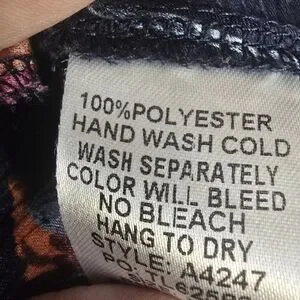 100%POLYESTER
HAND WASH COLD
WASH SEPARATELY
COLOR WILL BLEED
NO BLEACH
HANG TO DRY
STYLE: A4247